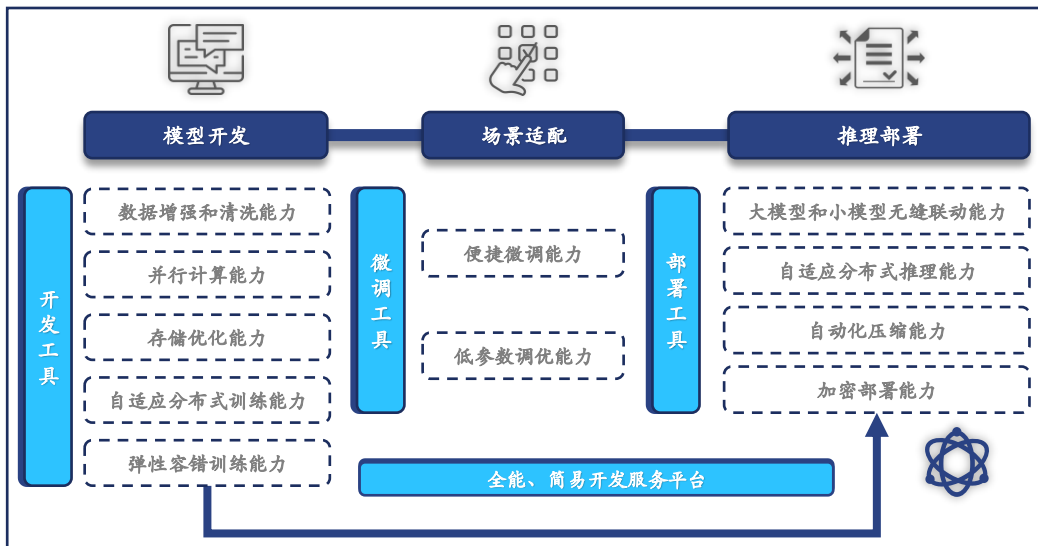 模型开发
场景适配
推理部署
开发工具
数据增强和清洗能力
并行计算能力
存储优化能力
自适应分布式训练能力
弹性容错训练能力
微调工具
便捷微调能力
低参数调优能力
部署工具
大模型和小模型无缝联动能力
自适应分布式推理能力
自动化压缩能力
加密部署能力
全能、简易开发服务平台